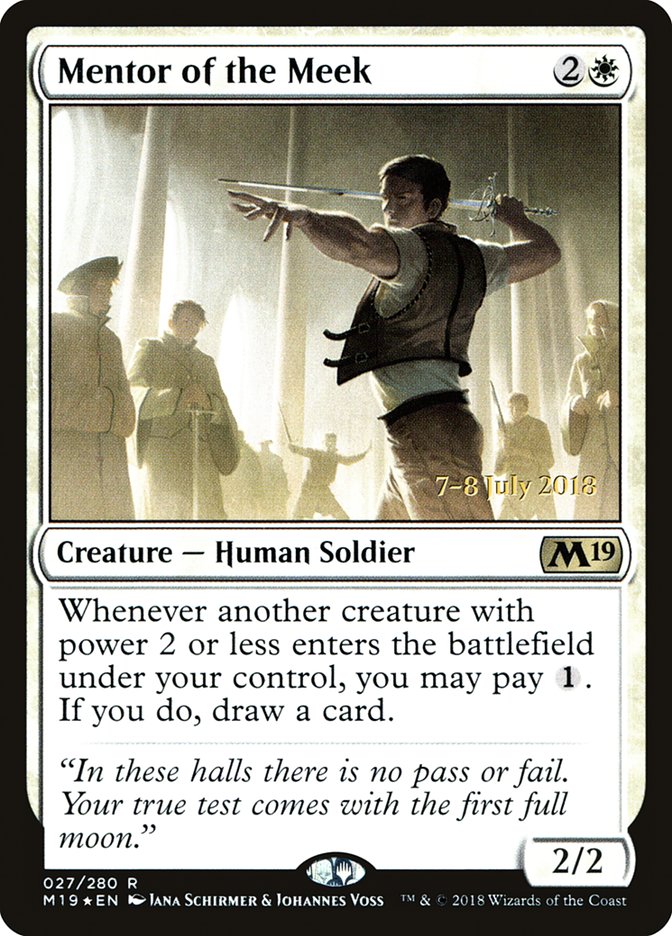 Mentor of the Meek 2
7–8 July 2018
Creature — Human Soldier M19
Whenever another creature with
power 2 or less enters the battlefield
under your control, you may pay 1.
If you do, draw a card.
“In these halls there is no pass or fail.
Your true test comes with the first full
moon.”
2/2
027/280 R
M19★EN Jana Schirmer & Johannes Voss ™ & © 2018 Wizards of the Coast